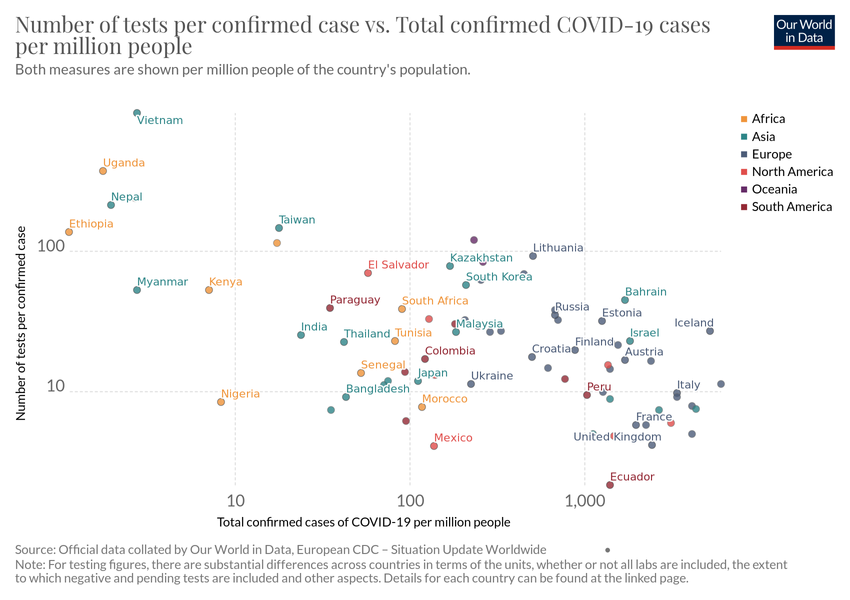 Number of tests per confirmed case vs. Total confirmed COVID-19 cases
per million people
Our World
in Data
Both measures are shown per million people of the country's population.
Vietnam
Africa
Asia
Europe
North America
Oceania
South America
Uganda
Nepal
Ethiopia
Taiwan
100
Lithuania
Kazakhstan
El Salvador
South Korea
Myanmar
Kenya
Bahrain
Paraguay
South Africa
Russia
Estonia
Iceland
India
Thailand
Tunisia
Malaysia
Israel
Finland
Croatia
Austria
Colombia
Senegal
Japan
Ukraine
10
Bangladesh
Peru
Italy
Nigeria
Morocco
France
Mexico
United Kingdom
Ecuador
Number of tests per confirmed case
10
100
1,000
Total confirmed cases of COVID-19 per million people
Source: Official data collated by Our World in Data, European CDC – Situation Update Worldwide
Note: For testing figures, there are substantial differences across countries in terms of the units, whether or not all labs are included, the extent
to which negative and pending tests are included and other aspects. Details for each country can be found at the linked page.